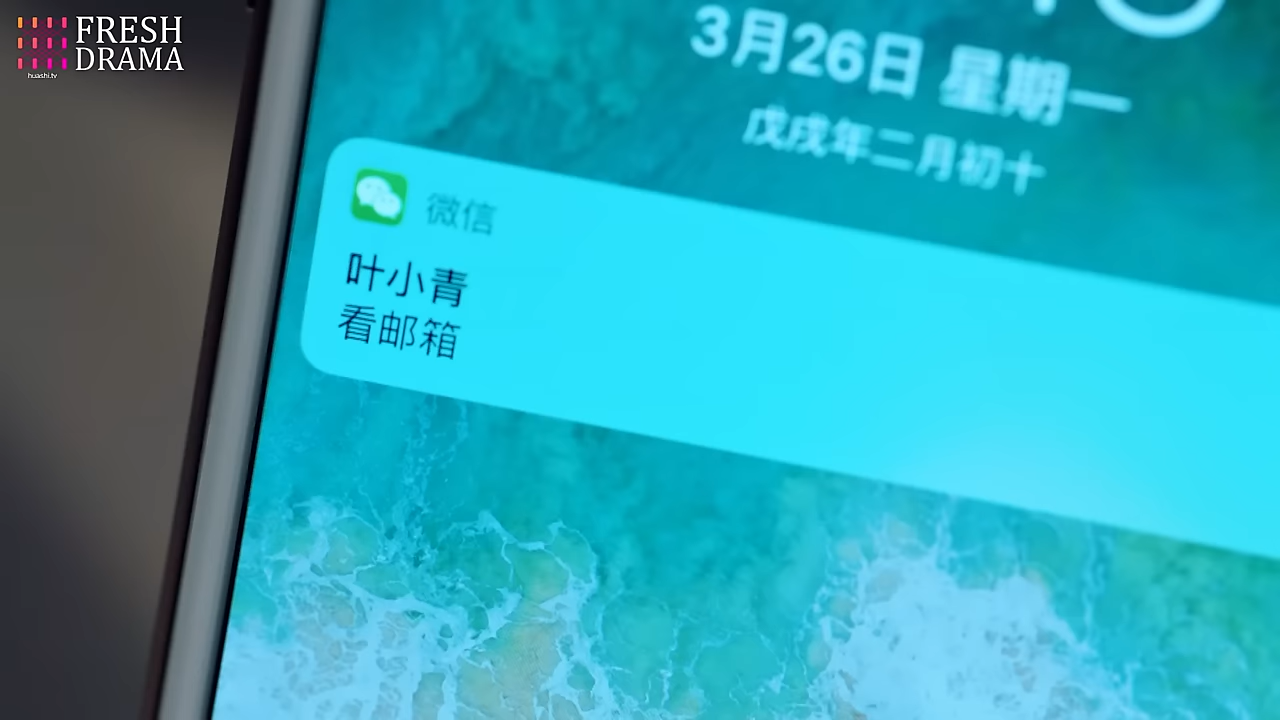 FRESH
DRAMA
huashi.tv
3月26日 星期一
戊戌年二月初十
微信
叶小青
看邮箱